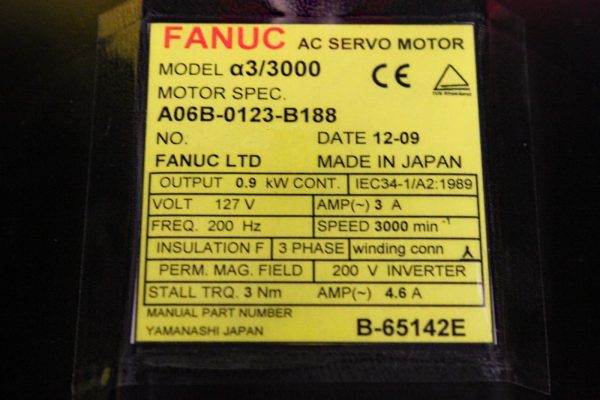 FANUC AC SERVO MOTOR
MODEL α3/3000
CE
MOTOR SPEC.
TÜV Rheinland
A06B-0123-B188
NO. DATE 12-09
FANUC LTD MADE IN JAPAN
OUTPUT 0.9 kW CONT. IEC34-1/A2:1989
VOLT 127 V AMP(~) 3 A
FREQ. 200 Hz SPEED 3000 min -1
INSULATION F 3 PHASE winding conn
PERM. MAG. FIELD 200 V INVERTER
STALL TRQ. 3 Nm AMP(~) 4.6 A
MANUAL PART NUMBER
YAMANASHI JAPAN B-65142E